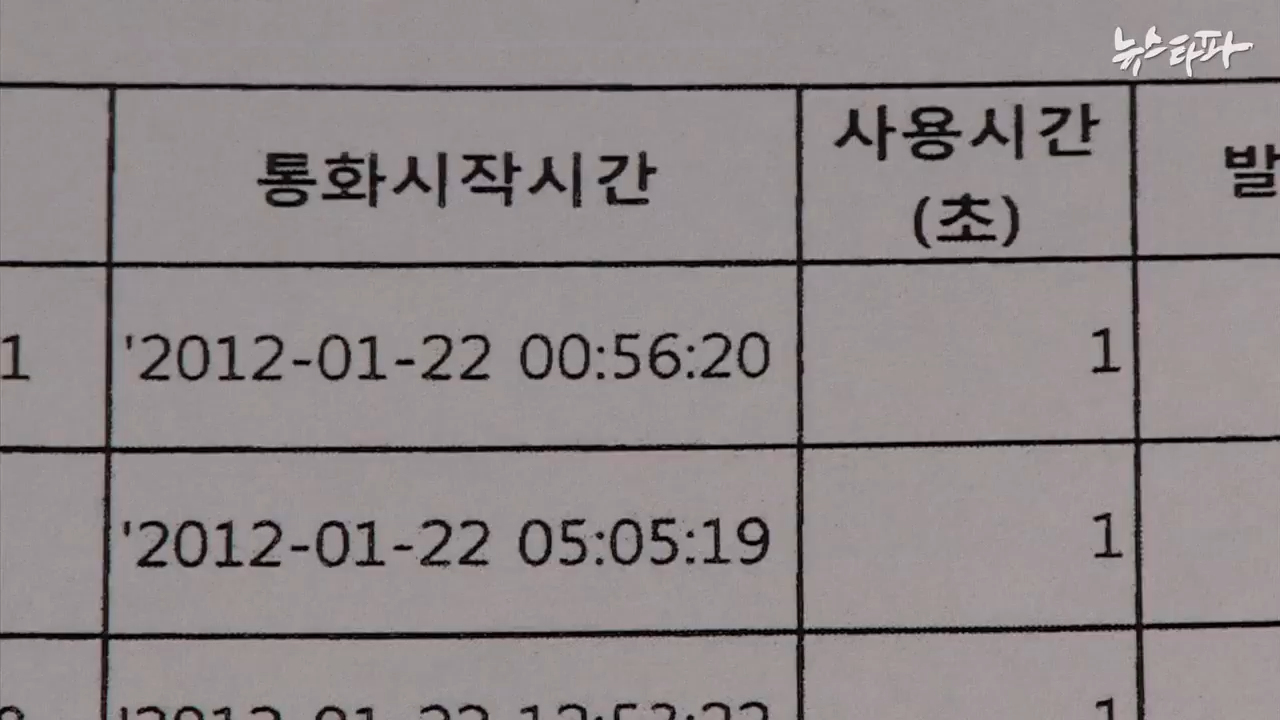 뉴스타파
통화시작시간
사용시간
(초)
발
1 '2012-01-22 00:56:20 1
'2012-01-22 05:05:19 1
1